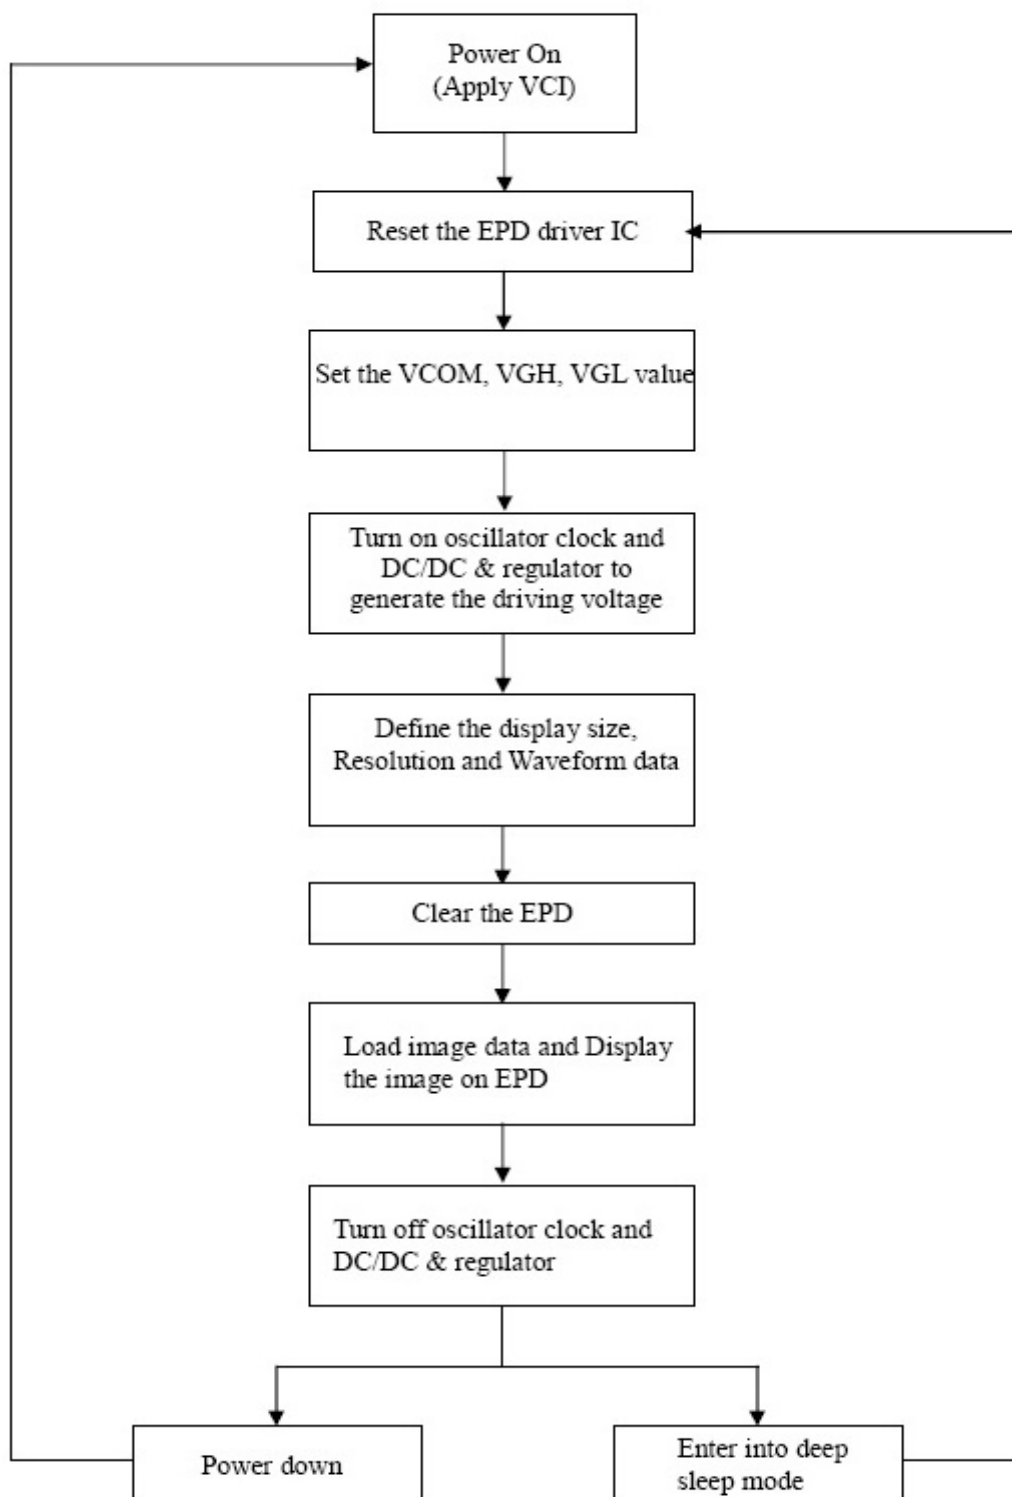 Power On
(Apply VCI)
Reset the EPD driver IC
Set the VCOM, VGH, VGL value
Turn on oscillator clock and
DC/DC & regulator to
generate the driving voltage
Define the display size,
Resolution and Waveform data
Clear the EPD
Load image data and Display
the image on EPD
Turn off oscillator clock and
DC/DC & regulator
Power down
Enter into deep
sleep mode